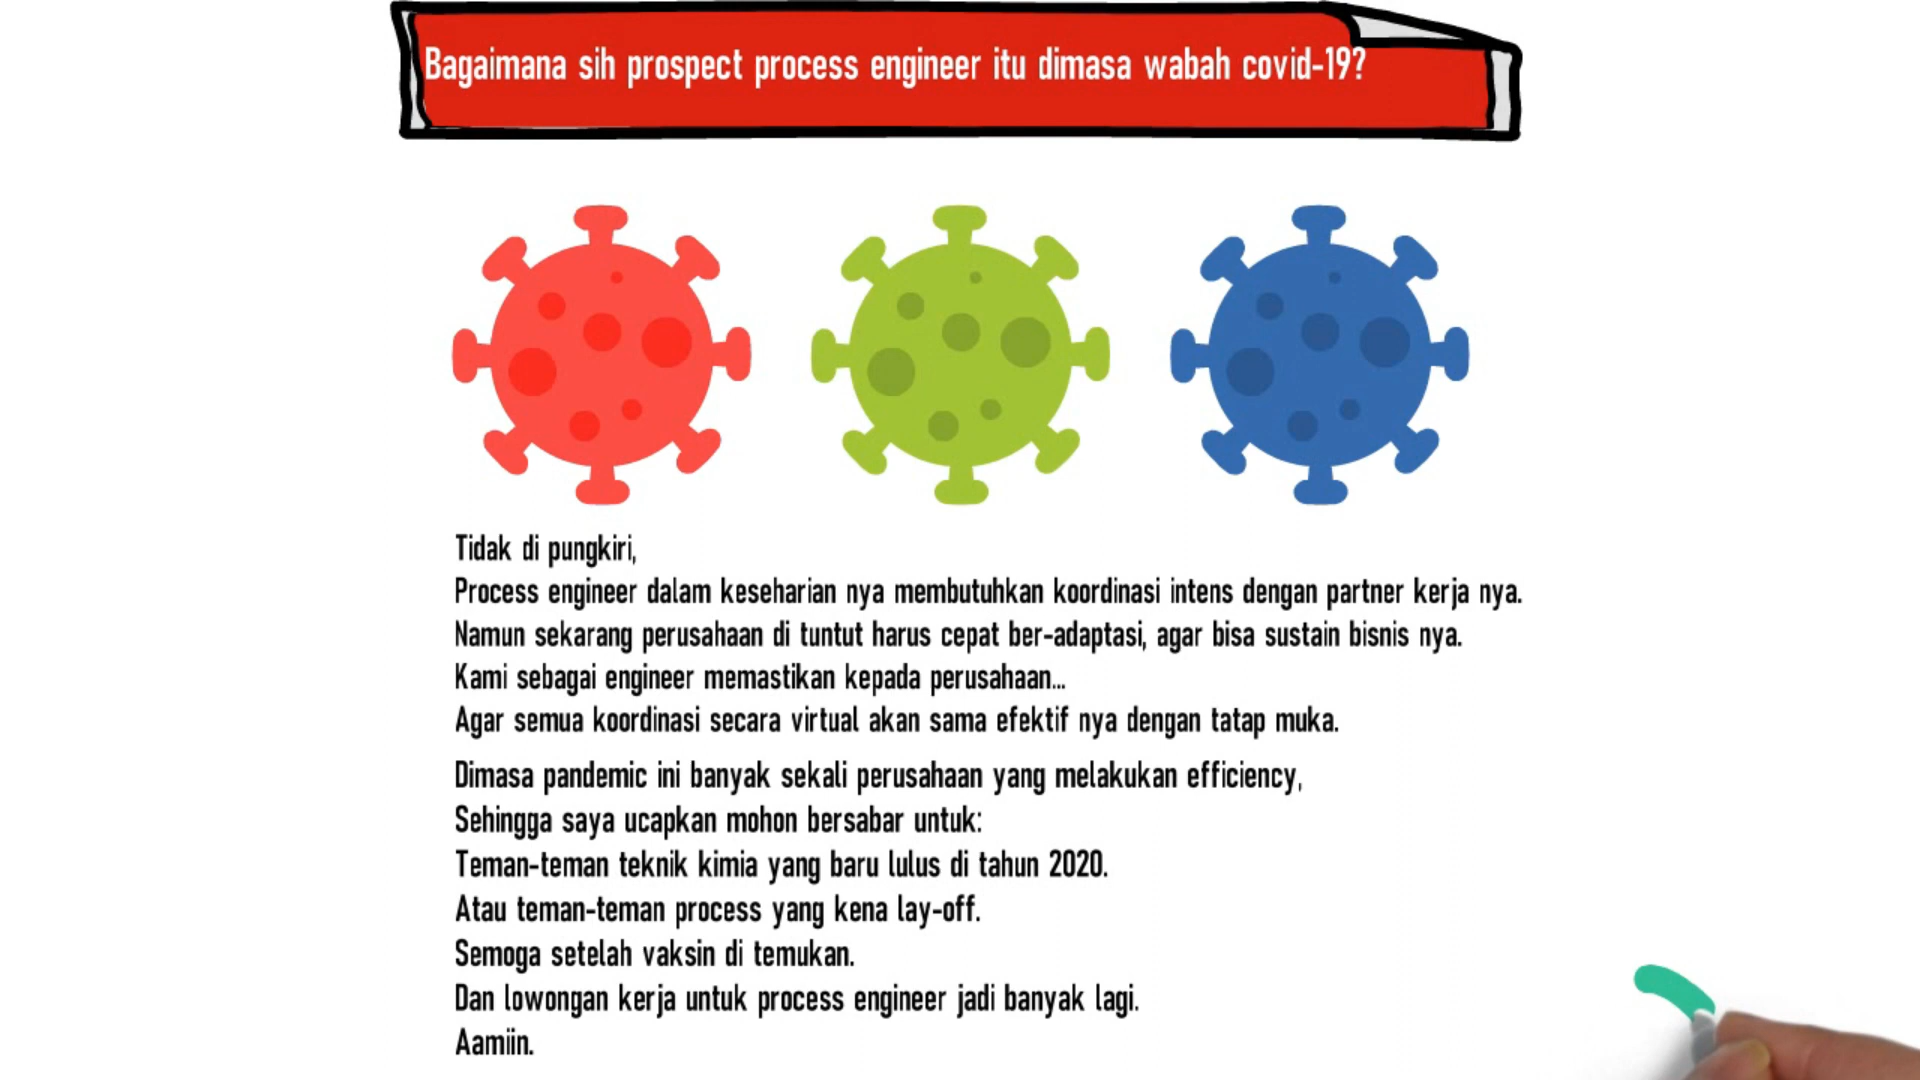 Bagaimana sih prospect process engineer itu dimasa wabah covid-19?
Tidak di pungkiri,
Process engineer dalam keseharian nya membutuhkan koordinasi intens dengan partner kerja nya.
Namun sekarang perusahaan di tuntut harus cepat ber-adaptasi, agar bisa sustain bisnis nya.
Kami sebagai engineer memastikan kepada perusahaan...
Agar semua koordinasi secara virtual akan sama efektif nya dengan tatap muka.
Dimasa pandemic ini banyak sekali perusahaan yang melakukan efficiency,
Sehingga saya ucapkan mohon bersabar untuk:
Teman-teman teknik kimia yang baru lulus di tahun 2020.
Atau teman-teman process yang kena lay-off.
Semoga setelah vaksin di temukan.
Dan lowongan kerja untuk process engineer jadi banyak lagi.
Aamiin.